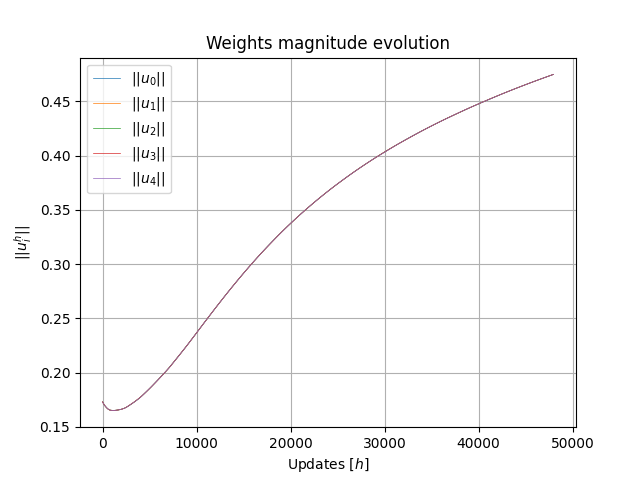 Weights magnitude evolution
||u₀||
||u₁||
||u₂||
||u₃||
||u₄||
0.45
0.40
0.35
0.30
0.25
0.20
0.15
||uᵢʰ||
0 10000 20000 30000 40000 50000
Updates [h]